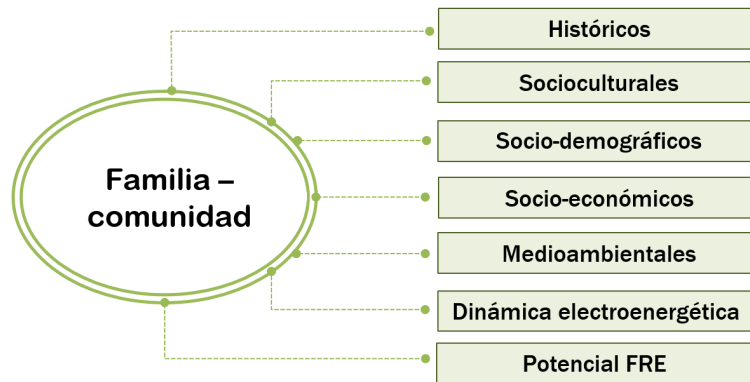 Históricos
Socioculturales
Socio-demográficos
Familia –
comunidad
Socio-económicos
Medioambientales
Dinámica electroenergética
Potencial FRE